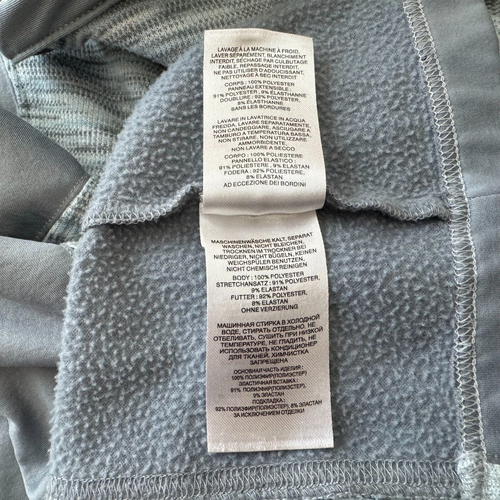 LAVAGE À LA MACHINE À FROID,
LAVER SÉPAREMENT, BLANCHIMENT
INTERDIT, SÉCHAGE PAR CULBUTAGE
FAIBLE, REPASSAGE INTERDIT,
NE PAS UTILISER D'ADOUCISSANT,
NETTOYAGE À SEC INTERDIT
CORPS : 100% POLYESTER
PANNEAU EXTENSIBLE :
91% POLYESTER, 9% ÉLASTHANNE
DOUBLURE : 92% POLYESTER,
8% ÉLASTHANNE
SANS LES BORDURES
LAVARE IN LAVATRICE IN ACQUA
FREDDA, LAVARE SEPARATAMENTE,
NON CANDEGGIARE, ASCIUGARE A
TAMBURO A TEMPERATURA BASSA,
NON STIRARE, NON UTILIZZARE
AMMORBIDENTE,
NON LAVARE A SECCO
CORPO : 100% POLIESTERE
PANNELLO ELASTICO :
91% POLIESTERE, 9% ELASTAN
FODERA : 92% POLIESTERE,
8% ELASTAN
AD ECCEZIONE DEI BORDINI
MASCHINENWÄSCHE KALT, SEPARAT
WASCHEN, NICHT BLEICHEN,
TROCKNEN IM TROCKNER BEI
NIEDRIGER, NICHT BÜGELN, KEINEN
WEICHSPÜLER BENUTZEN,
NICHT CHEMISCH REINIGEN
BODY : 100% POLYESTER
STRETCHANSATZ : 91% POLYESTER,
9% ELASTAN
FUTTER : 92% POLYESTER,
8% ELASTAN
OHNE VERZIERUNG
МАШИННАЯ СТИРКА В ХОЛОДНОЙ
ВОДЕ, СТИРАТЬ ОТДЕЛЬНО. НЕ
ОТБЕЛИВАТЬ, СУШИТЬ ПРИ НИЗКОЙ
ТЕМПЕРАТУРЕ, НЕ ГЛАДИТЬ, НЕ
ИСПОЛЬЗОВАТЬ КОНДИЦИОНЕР
ДЛЯ ТКАНЕЙ, ХИМЧИСТКА
ЗАПРЕЩЕНА
ОСНОВНАЯ ЧАСТЬ ИЗДЕЛИЯ :
100% ПОЛИЭФИР(ПОЛИЭСТЕР)
ЭЛАСТИЧНАЯ ВСТАВКА :
91% ПОЛИЭФИР(ПОЛИЭСТЕР),
9% ЭЛАСТАН
ПОДКЛАДКА :
92% ПОЛИЭФИР(ПОЛИЭСТЕР), 8% ЭЛАСТАН
ЗА ИСКЛЮЧЕНИЕМ ОТДЕЛКИ